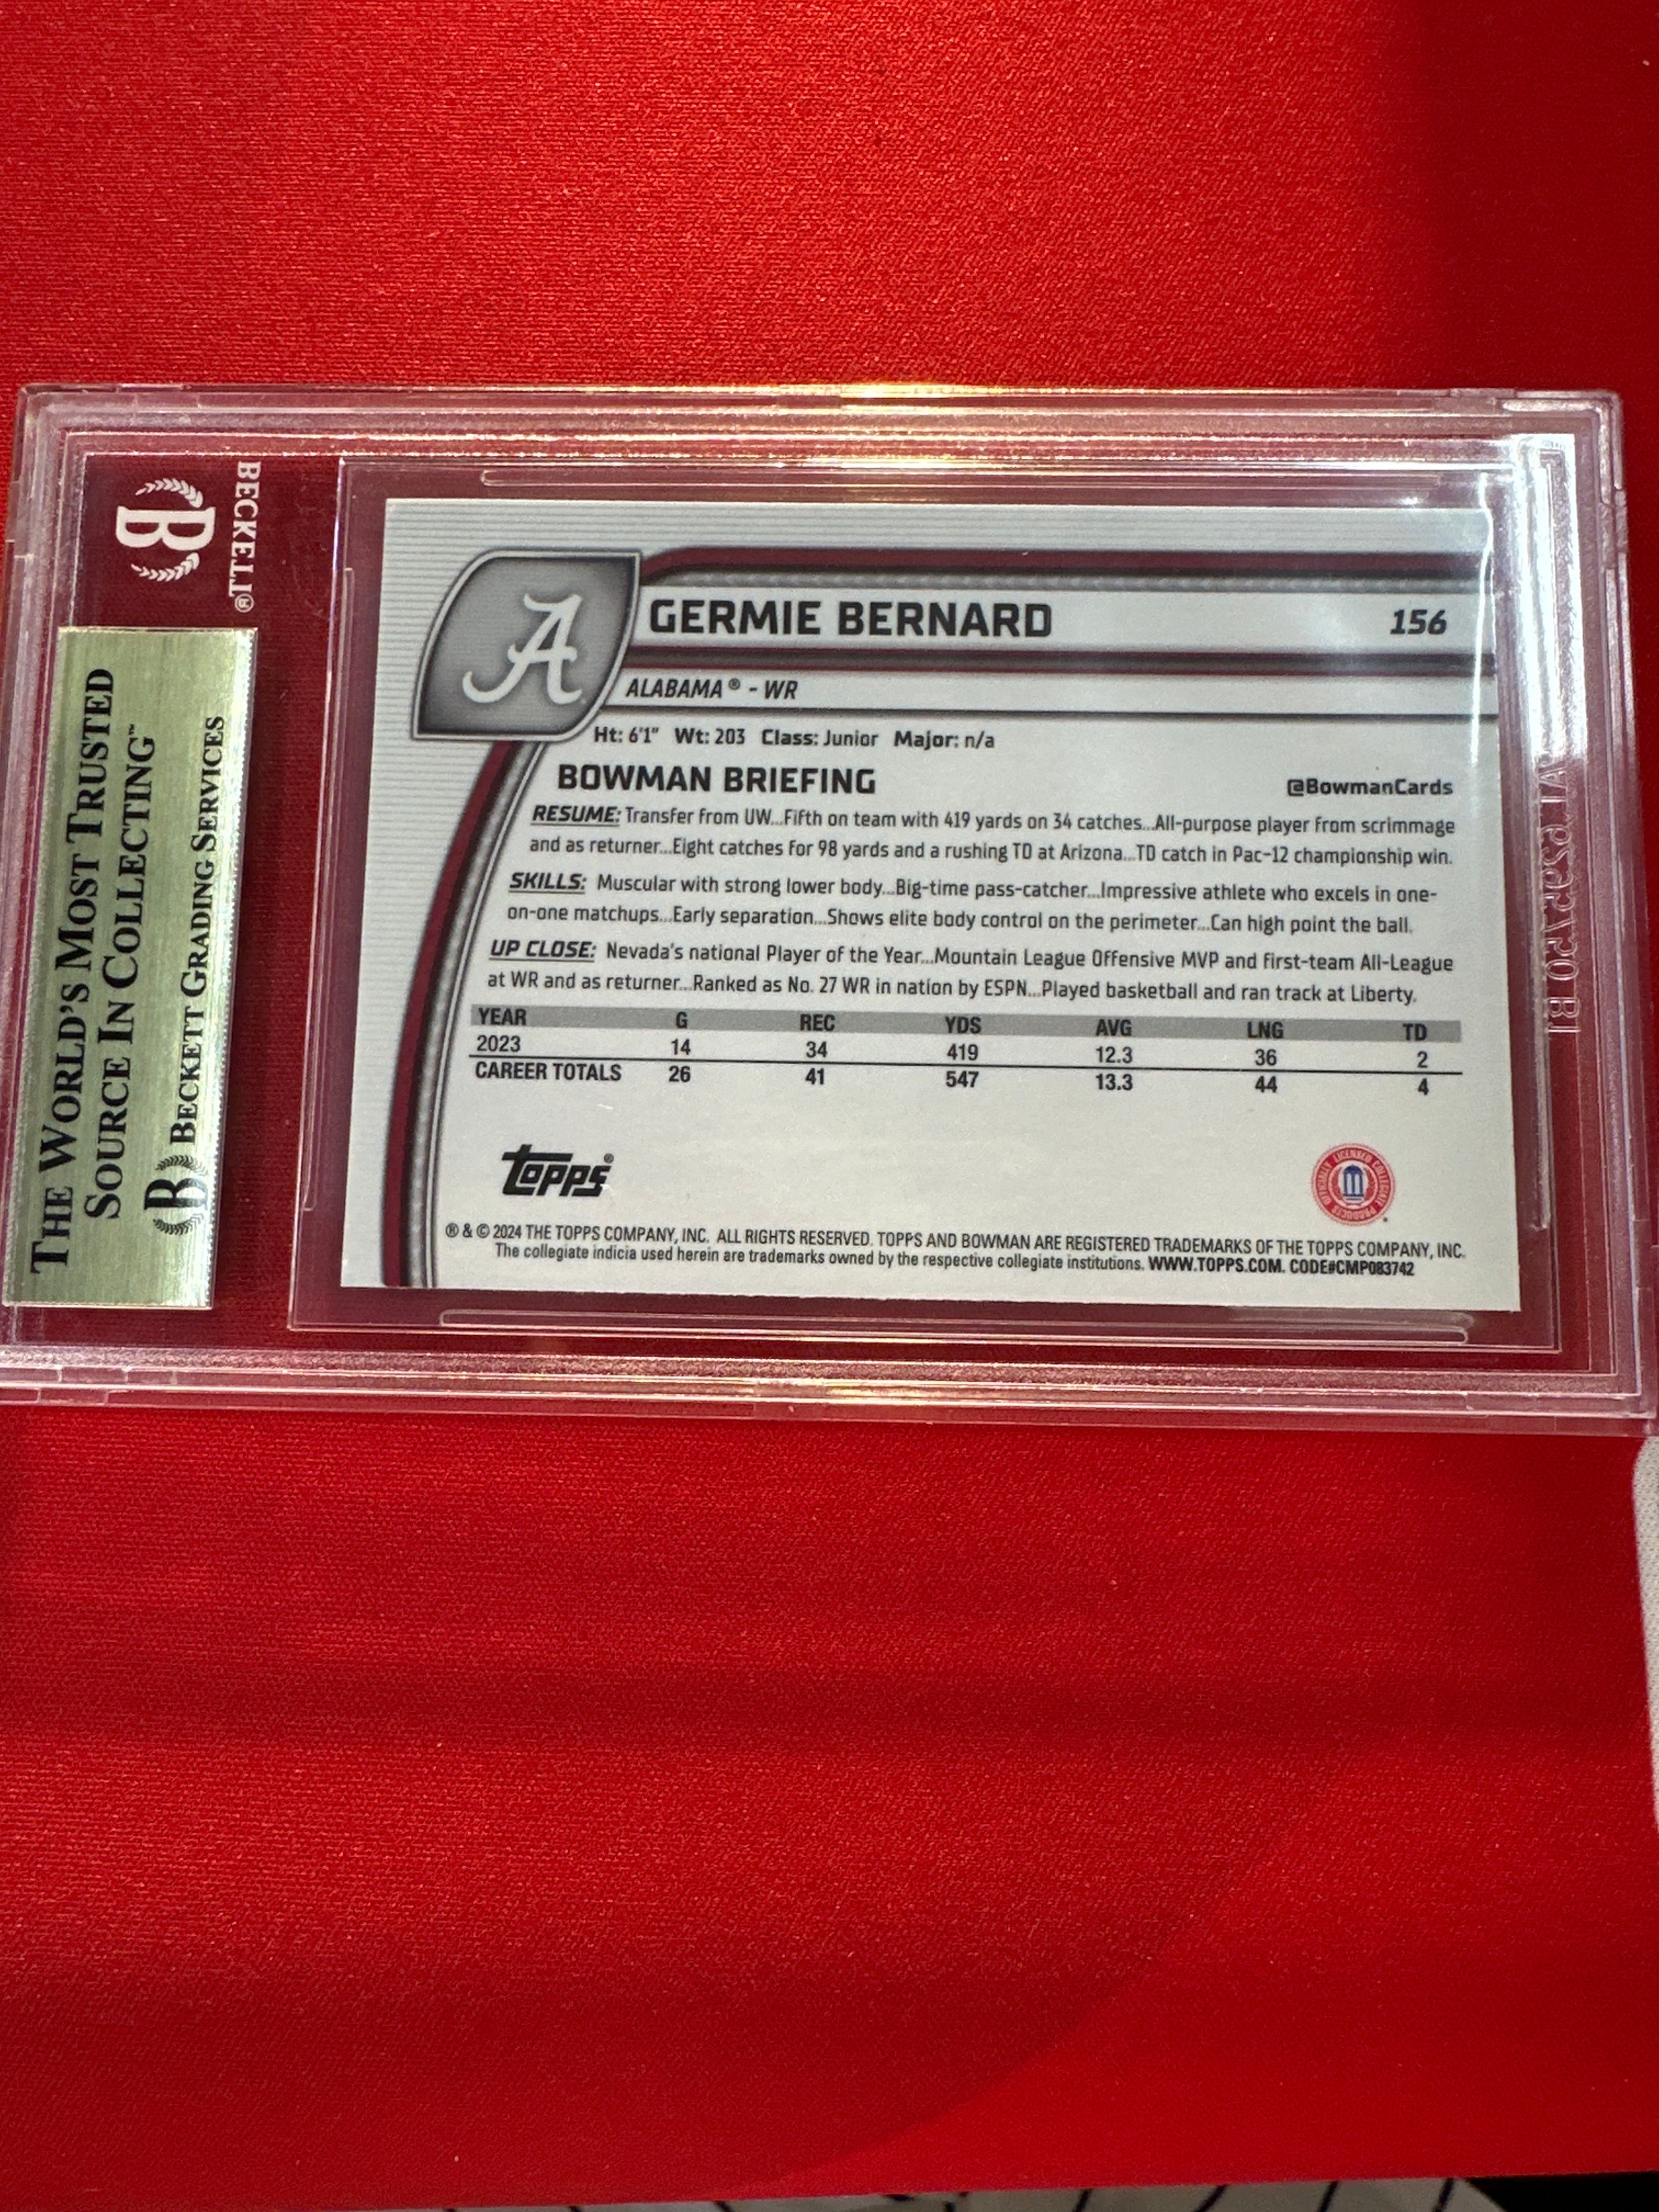 BECKETT®
B
THE WORLD'S MOST TRUSTED
SOURCE IN COLLECTING™
B BECKETT GRADING SERVICES
A
GERMIE BERNARD 156
ALABAMA® - WR
Ht: 6'1" Wt: 203 Class: Junior Major: n/a
BOWMAN BRIEFING @BowmanCards
RESUME: Transfer from UW...Fifth on team with 419 yards on 34 catches...All-purpose player from scrimmage
and as returner...Eight catches for 98 yards and a rushing TD at Arizona...TD catch in Pac-12 championship win.
SKILLS: Muscular with strong lower body...Big-time pass-catcher...Impressive athlete who excels in one-
on-one matchups...Early separation...Shows elite body control on the perimeter...Can high point the ball.
UP CLOSE: Nevada's national Player of the Year...Mountain League Offensive MVP and first-team All-League
at WR and as returner...Ranked as No. 27 WR in nation by ESPN...Played basketball and ran track at Liberty.
YEAR G REC YDS AVG LNG TD
2023 14 34 419 12.3 36 2
CAREER TOTALS 26 41 547 13.3 44 4
Topps®
OFFICIALLY LICENSED COLLEGIATE PRODUCTS
® & © 2024 THE TOPPS COMPANY, INC. ALL RIGHTS RESERVED. TOPPS AND BOWMAN ARE REGISTERED TRADEMARKS OF THE TOPPS COMPANY, INC.
The collegiate indicia used herein are trademarks owned by the respective collegiate institutions. WWW.TOPPS.COM. CODE#CMP083742